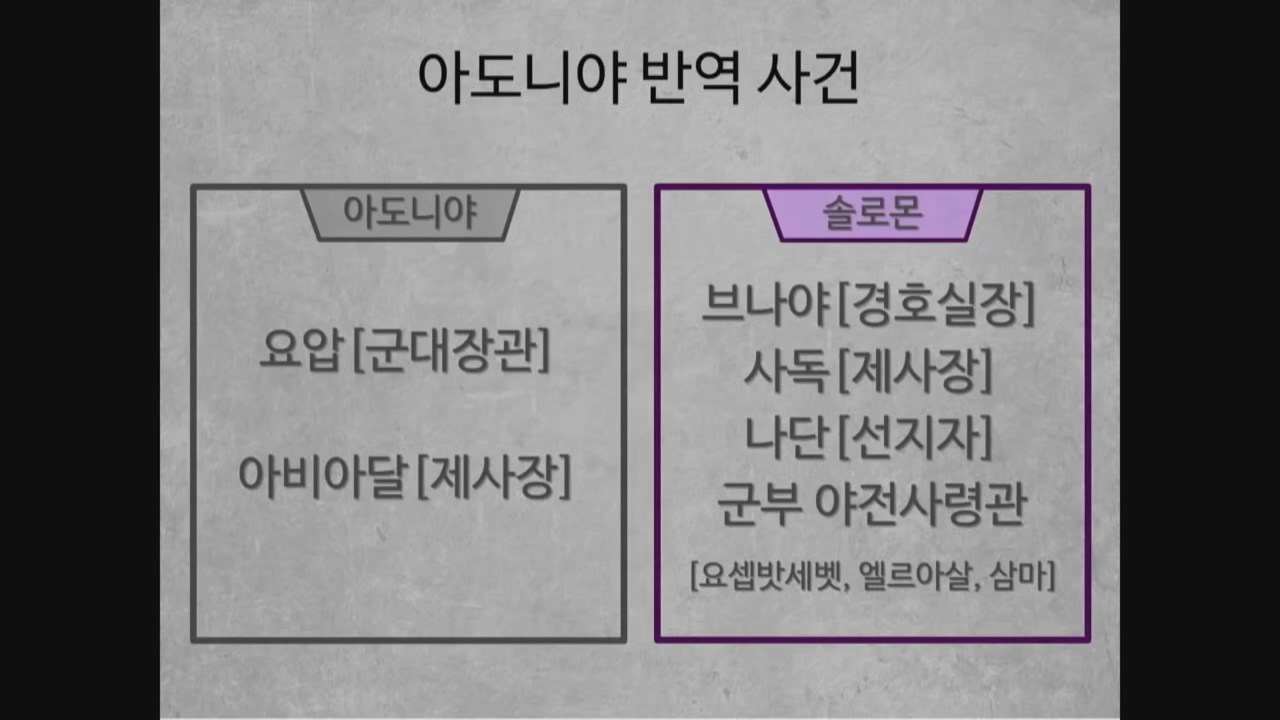 아도니야 반역 사건
아도니야
요압 [군대장관]
아비아달 [제사장]
솔로몬
브나야 [경호실장]
사독 [제사장]
나단 [선지자]
군부 야전사령관
[요셉밧세벳, 엘르아살, 삼마]